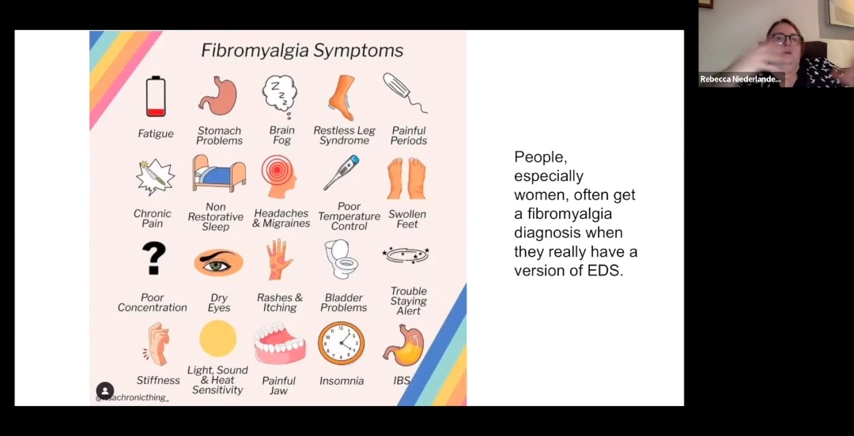 Fibromyalgia Symptoms
Z
Z
Z
Fatigue
Stomach
Problems
Brain
Fog
Restless Leg
Syndrome
Painful
Periods
Chronic
Pain
Non
Restorative
Sleep
Headaches
& Migraines
Poor
Temperature
Control
Swollen
Feet
?
Poor
Concentration
Dry
Eyes
Rashes &
Itching
Bladder
Problems
Trouble
Staying
Alert
Stiffness
Light, Sound
& Heat
Sensitivity
Painful
Jaw
Insomnia
IBS
People,
especially
women, often get
a fibromyalgia
diagnosis when
they really have a
version of EDS.
Rebecca Niederlande...